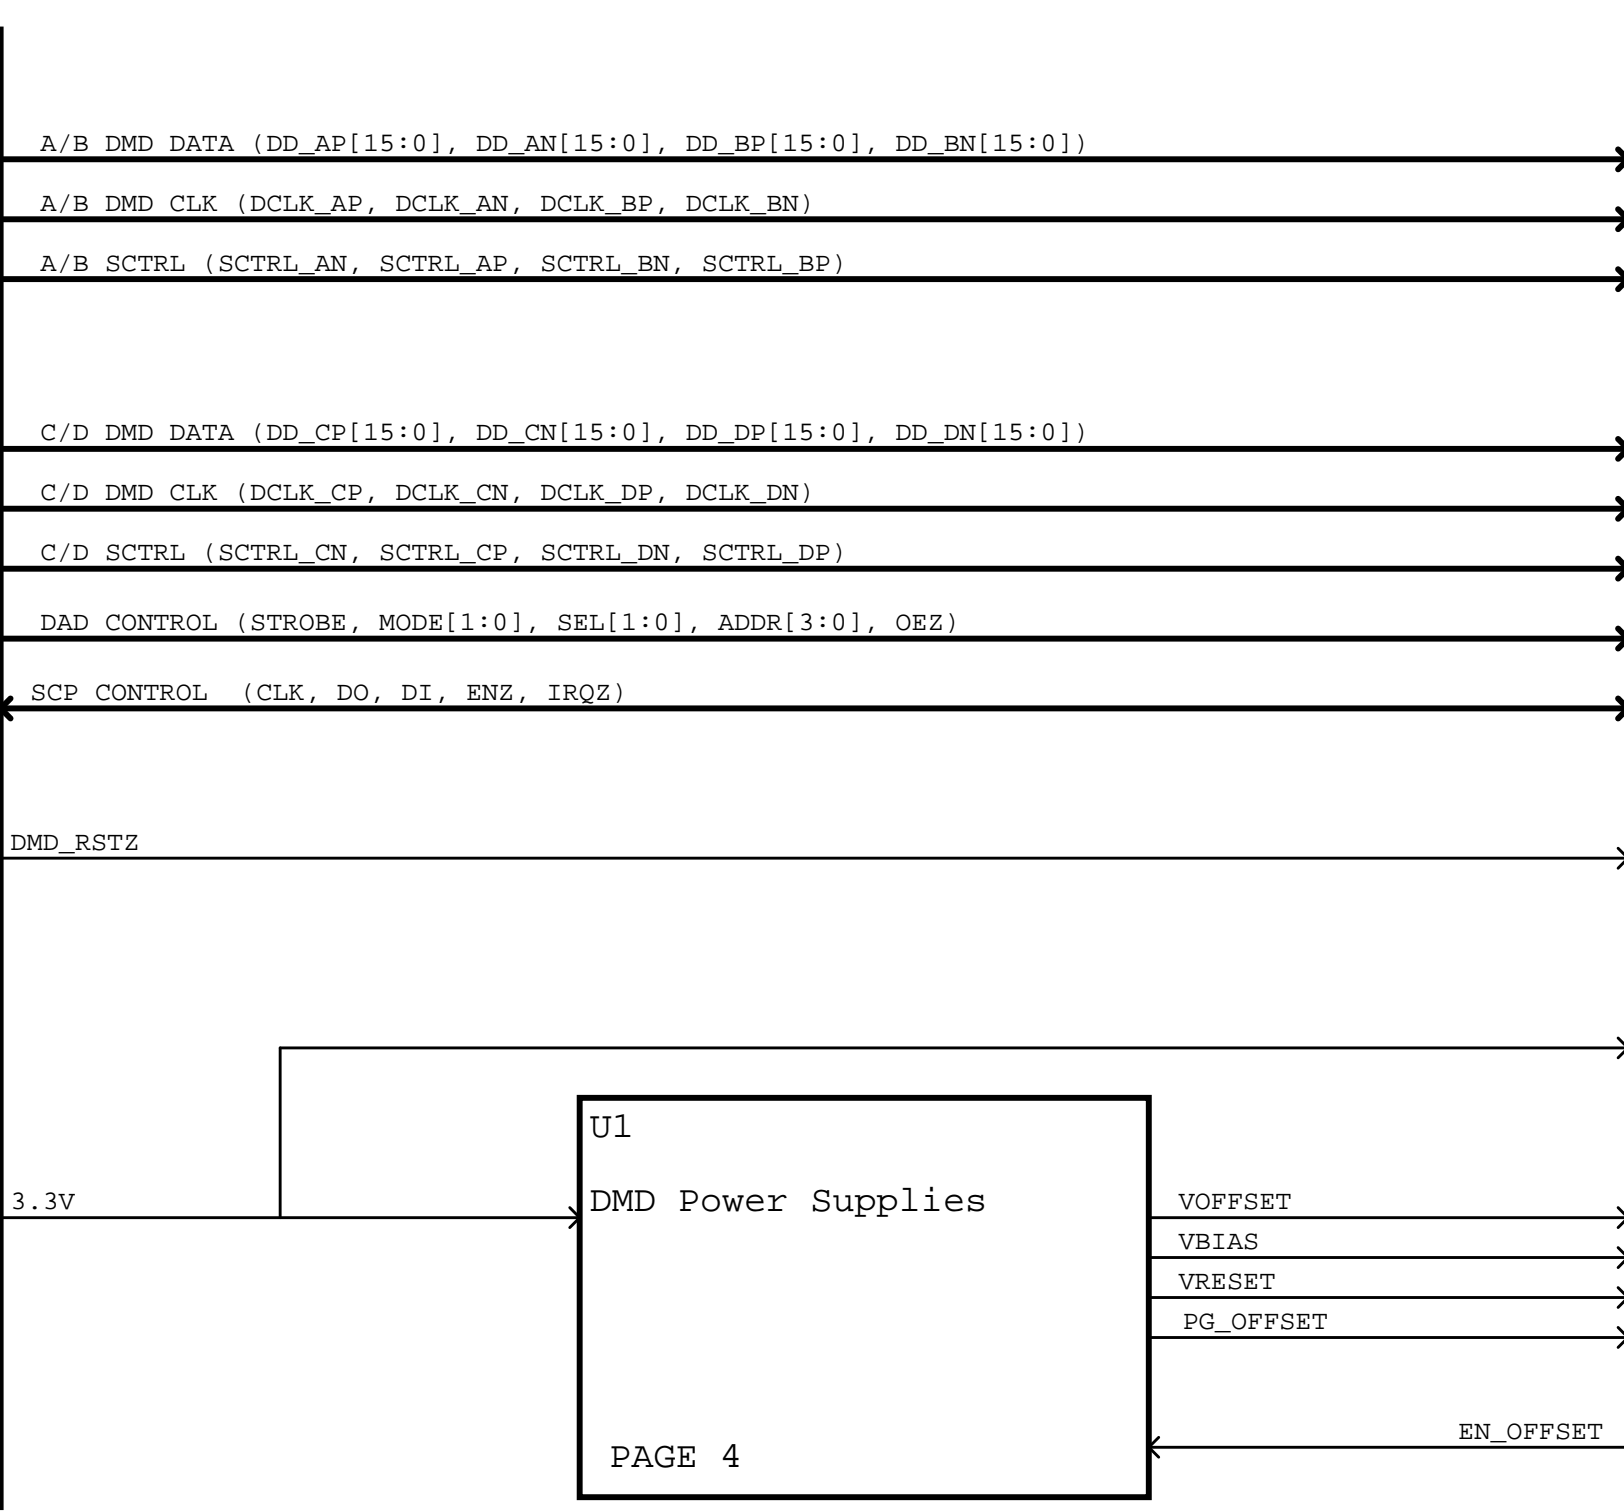 A/B DMD DATA (DD_AP[15:0], DD_AN[15:0], DD_BP[15:0], DD_BN[15:0])
A/B DMD CLK (DCLK_AP, DCLK_AN, DCLK_BP, DCLK_BN)
A/B SCTRL (SCTRL_AN, SCTRL_AP, SCTRL_BN, SCTRL_BP)
C/D DMD DATA (DD_CP[15:0], DD_CN[15:0], DD_DP[15:0], DD_DN[15:0])
C/D DMD CLK (DCLK_CP, DCLK_CN, DCLK_DP, DCLK_DN)
C/D SCTRL (SCTRL_CN, SCTRL_CP, SCTRL_DN, SCTRL_DP)
DAD CONTROL (STROBE, MODE[1:0], SEL[1:0], ADDR[3:0], OEZ)
SCP CONTROL  (CLK, DO, DI, ENZ, IRQZ)
DMD_RSTZ
U1
3.3V
DMD Power Supplies
VOFFSET
VBIAS
VRESET
PG_OFFSET
EN_OFFSET
PAGE 4